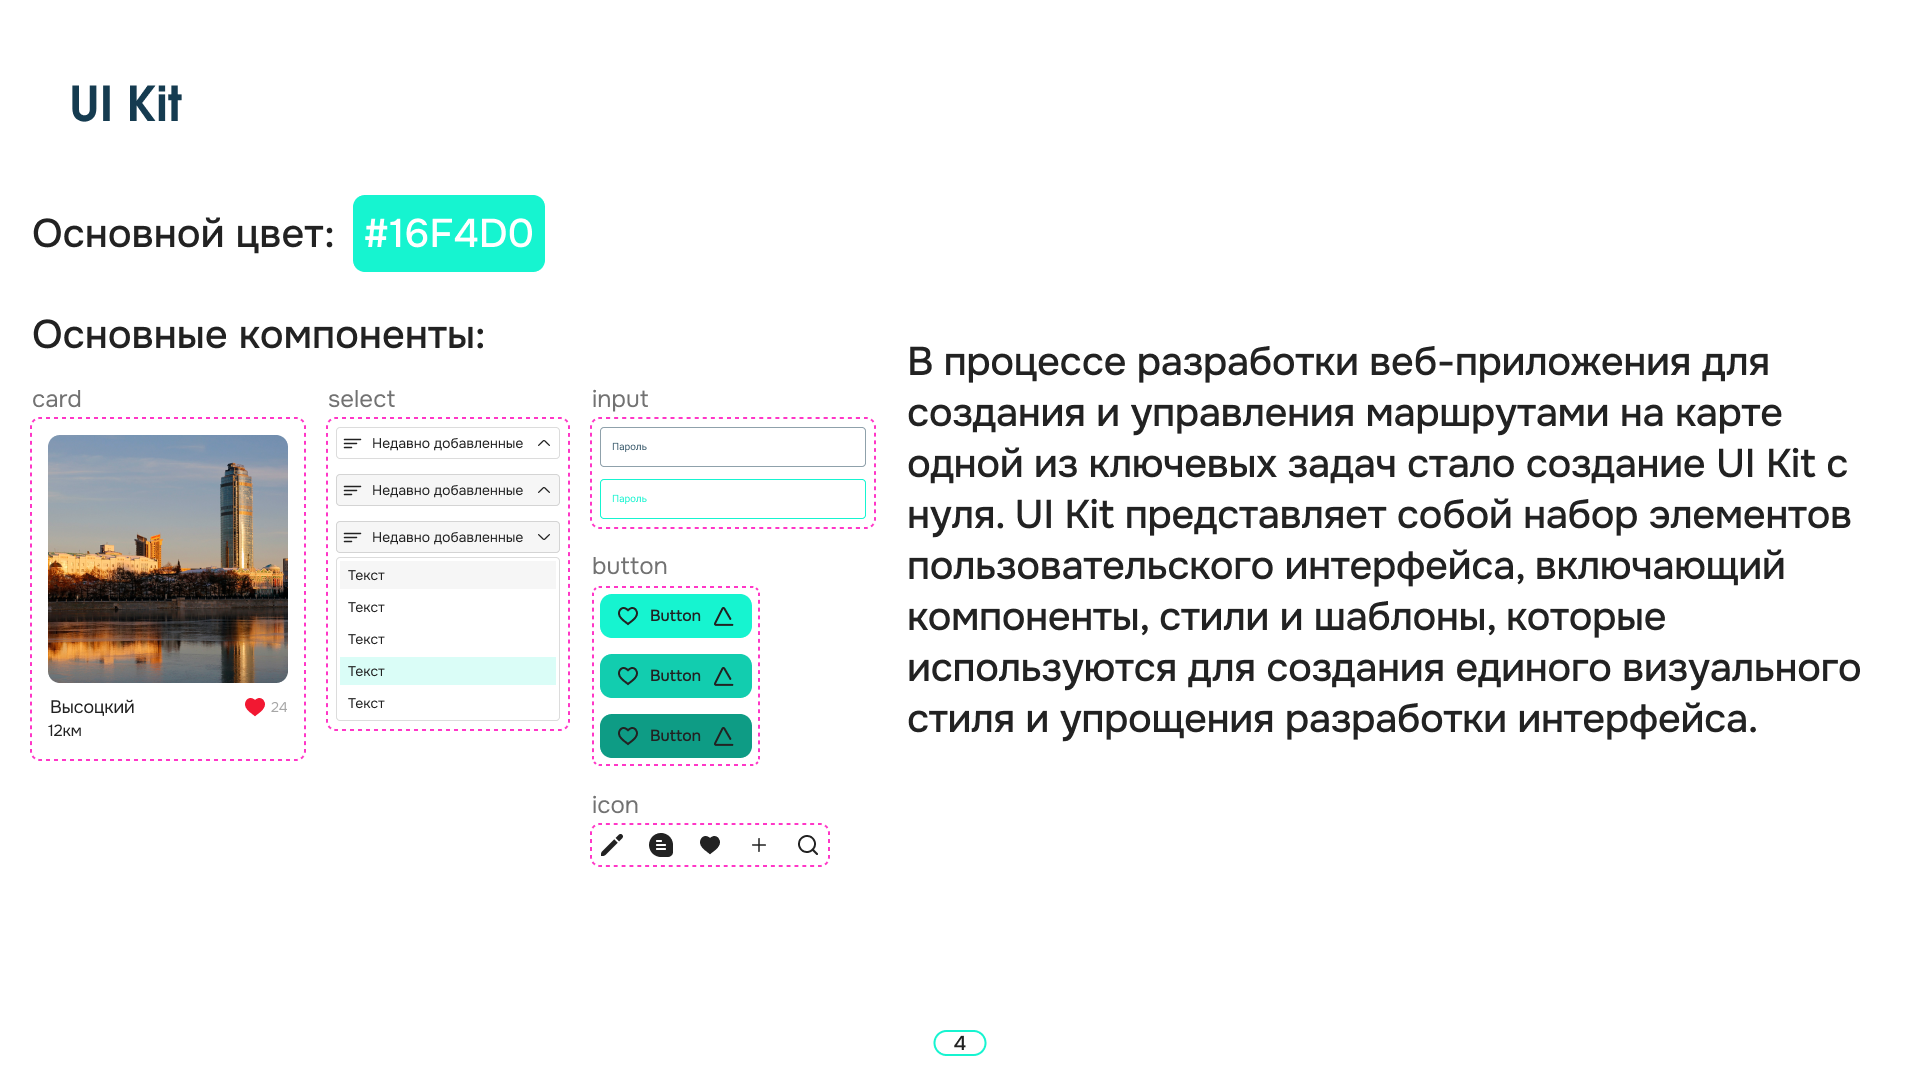 UI Kit
Основной цвет: #16F4D0
Основные компоненты:
card
Высоцкий 24
12км
select
Недавно добавленные
Недавно добавленные
Недавно добавленные
Текст
Текст
Текст
Текст
Текст
input
Пароль
Пароль
button
Button
Button
Button
icon
В процессе разработки веб-приложения для
создания и управления маршрутами на карте
одной из ключевых задач стало создание UI Kit с
нуля. UI Kit представляет собой набор элементов
пользовательского интерфейса, включающий
компоненты, стили и шаблоны, которые
используются для создания единого визуального
стиля и упрощения разработки интерфейса.
4